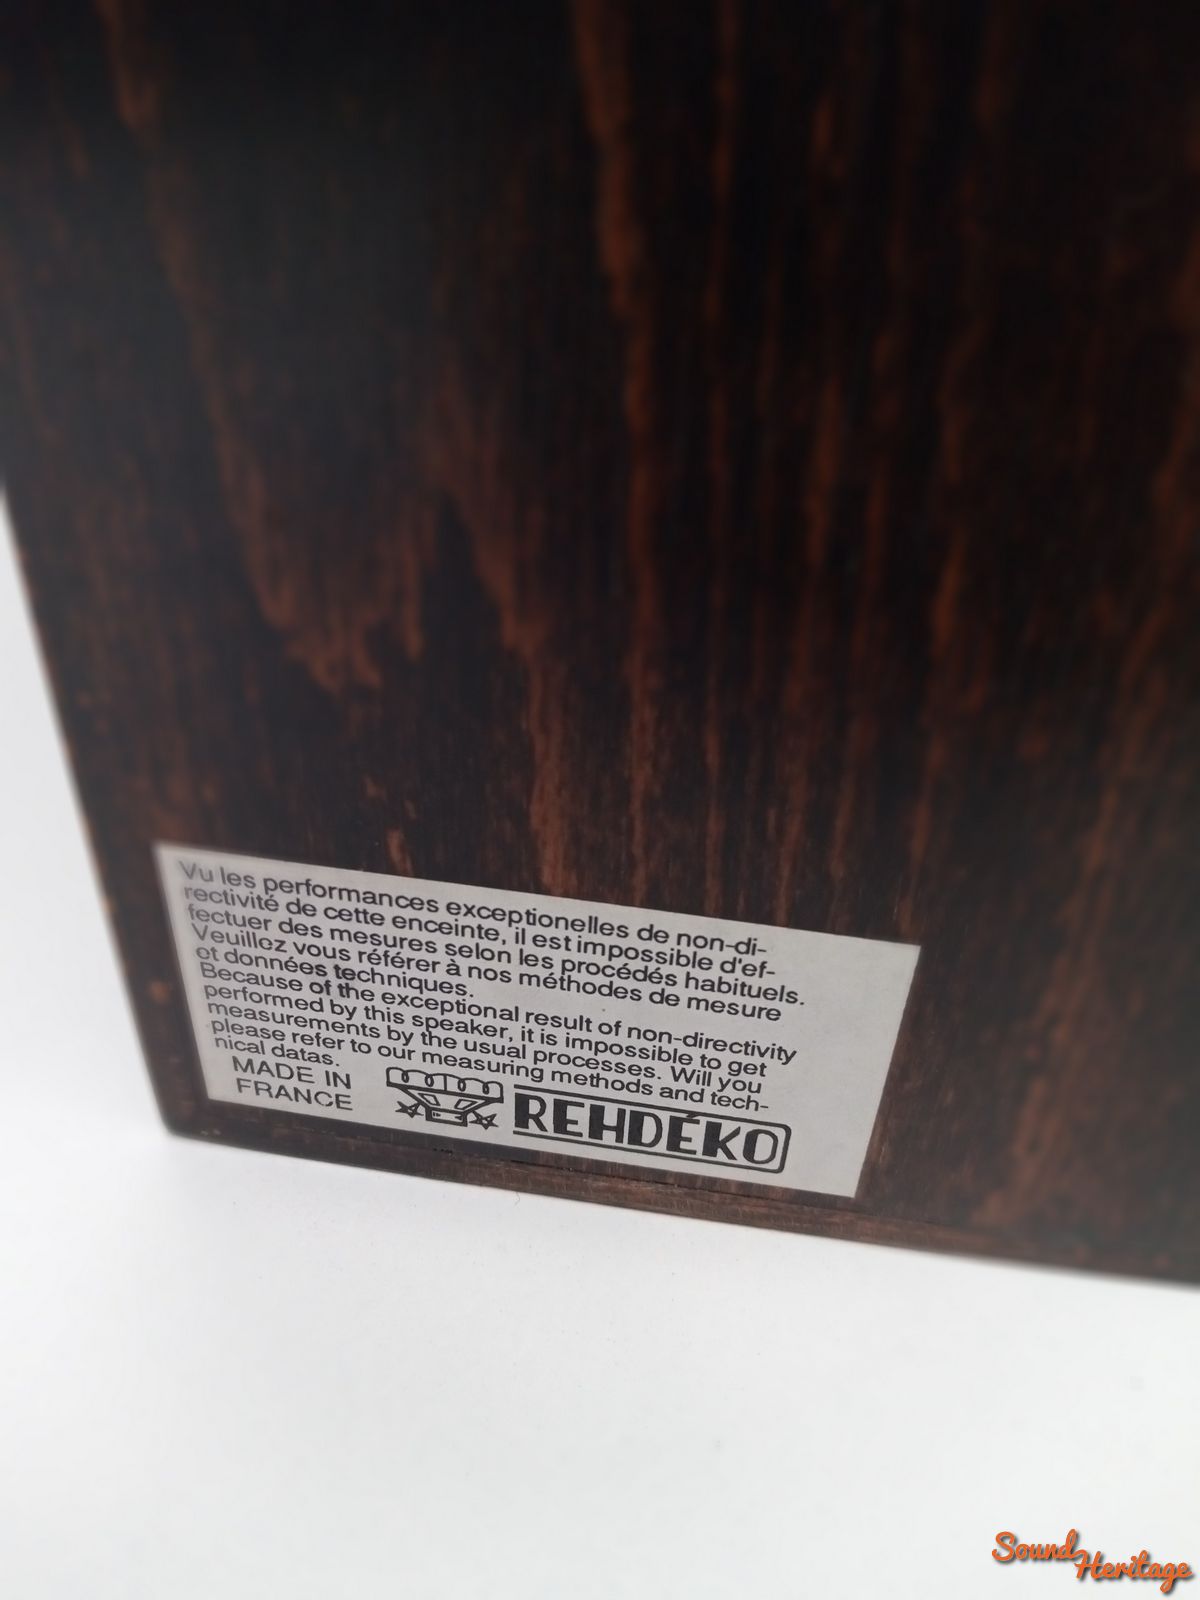 Vu les performances exceptionelles de non-di-
rectivité de cette enceinte, il est impossible d'ef-
fectuer des mesures selon les procédés habituels.
Veuillez vous référer à nos méthodes de mesure
et données techniques.
Because of the exceptional result of non-directivity
performed by this speaker, it is impossible to get
measurements by the usual processes. Will you
please refer to our measuring methods and tech-
nical datas.
MADE IN
FRANCE
REHDÉKO
Sound
Heritage